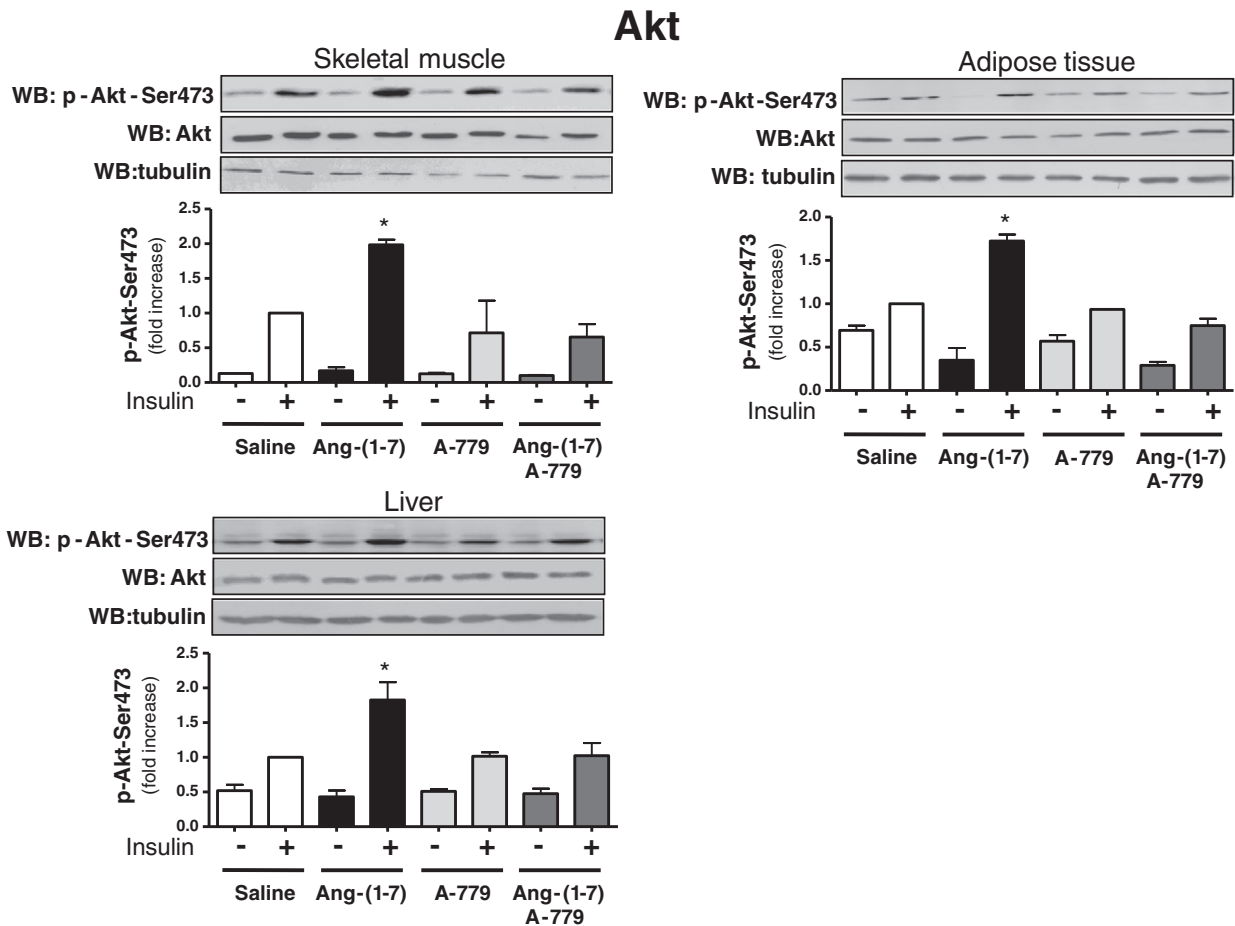 Akt
Skeletal muscle
WB: p-Akt-Ser473
WB: Akt
WB:tubulin
2.5
2.0
1.5
1.0
0.5
0.0
p-Akt-Ser473
(fold increase)
*
Insulin - + - + - + - +
Saline Ang-(1-7) A-779 Ang-(1-7)
A-779
Adipose tissue
WB: p-Akt-Ser473
WB:Akt
WB: tubulin
2.0
1.5
1.0
0.5
0.0
p-Akt-Ser473
(fold increase)
*
Insulin - + - + - + - +
Saline Ang-(1-7) A-779 Ang-(1-7)
A-779
Liver
WB: p-Akt-Ser473
WB: Akt
WB:tubulin
2.5
2.0
1.5
1.0
0.5
0.0
p-Akt-Ser473
(fold increase)
*
Insulin - + - + - + - +
Saline Ang-(1-7) A-779 Ang-(1-7)
A-779